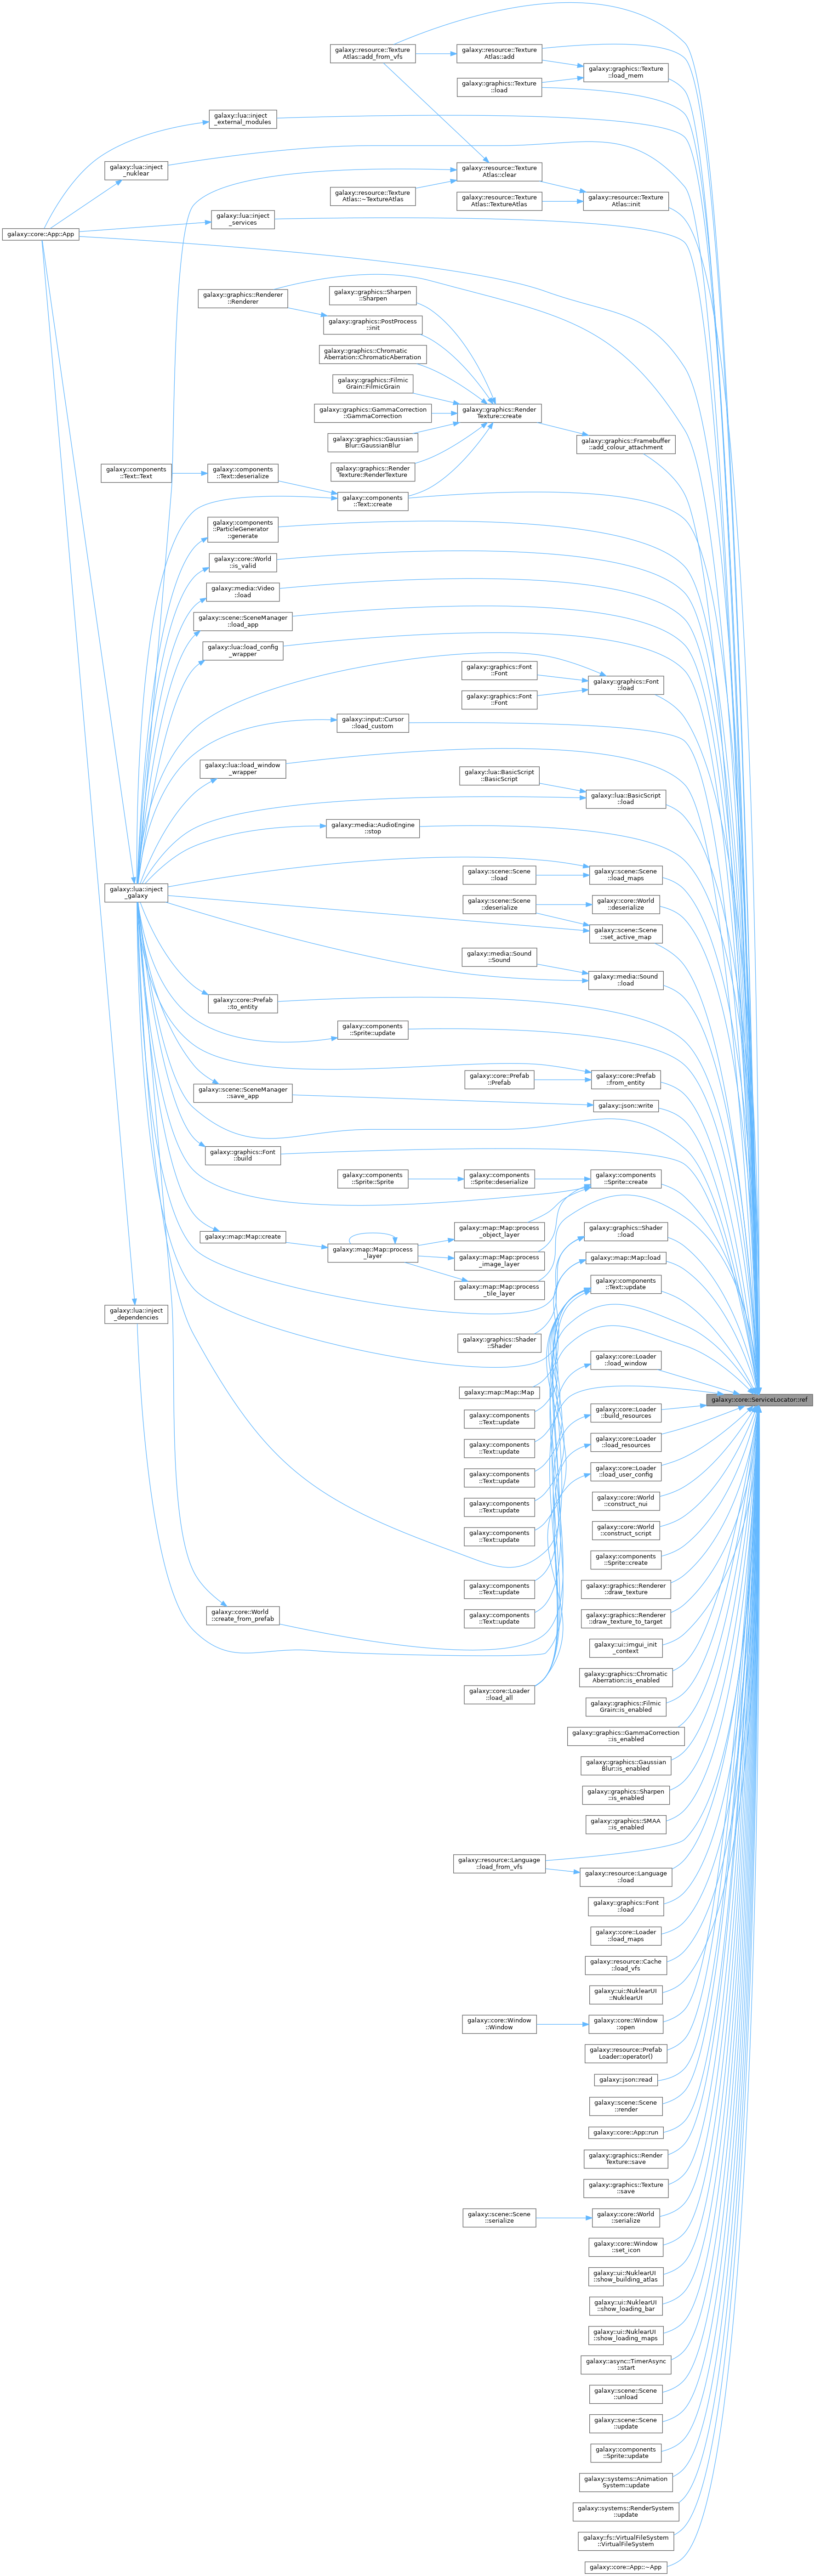 galaxy::resource::Texture
Atlas::add_from_vfs
galaxy::resource::Texture
Atlas::add
galaxy::graphics::Texture
::load_mem
galaxy::graphics::Texture
::load
galaxy::lua::inject
_external_modules
galaxy::lua::inject
_nuklear
galaxy::resource::Texture
Atlas::clear
galaxy::resource::Texture
Atlas::~TextureAtlas
galaxy::resource::Texture
Atlas::TextureAtlas
galaxy::resource::Texture
Atlas::init
galaxy::lua::inject
_services
galaxy::core::App::App
galaxy::graphics::Renderer
::Renderer
galaxy::graphics::Sharpen
::Sharpen
galaxy::graphics::PostProcess
::init
galaxy::graphics::Chromatic
Aberration::ChromaticAberration
galaxy::graphics::Filmic
Grain::FilmicGrain
galaxy::graphics::GammaCorrection
::GammaCorrection
galaxy::graphics::Render
Texture::create
galaxy::graphics::Gaussian
Blur::GaussianBlur
galaxy::graphics::Framebuffer
::add_colour_attachment
galaxy::graphics::Render
Texture::RenderTexture
galaxy::components
::Text::Text
galaxy::components
::Text::deserialize
galaxy::components
::Text::create
galaxy::components
::ParticleGenerator
::generate
galaxy::core::World
::is_valid
galaxy::media::Video
::load
galaxy::scene::SceneManager
::load_app
galaxy::lua::load_config
_wrapper
galaxy::graphics::Font
::Font
galaxy::graphics::Font
::load
galaxy::graphics::Font
::Font
galaxy::input::Cursor
::load_custom
galaxy::lua::load_window
_wrapper
galaxy::lua::BasicScript
::BasicScript
galaxy::lua::BasicScript
::load
galaxy::media::AudioEngine
::stop
galaxy::lua::inject
_galaxy
galaxy::scene::Scene
::load
galaxy::scene::Scene
::load_maps
galaxy::scene::Scene
::deserialize
galaxy::core::World
::deserialize
galaxy::scene::Scene
::set_active_map
galaxy::media::Sound
::Sound
galaxy::media::Sound
::load
galaxy::core::Prefab
::to_entity
galaxy::components
::Sprite::update
galaxy::core::Prefab
::Prefab
galaxy::core::Prefab
::from_entity
galaxy::scene::SceneManager
::save_app
galaxy::json::write
galaxy::graphics::Font
::build
galaxy::components
::Sprite::Sprite
galaxy::components
::Sprite::deserialize
galaxy::components
::Sprite::create
galaxy::map::Map::create
galaxy::map::Map::process
_layer
galaxy::map::Map::process
_object_layer
galaxy::map::Map::process
_image_layer
galaxy::map::Map::process
_tile_layer
galaxy::graphics::Shader
::load
galaxy::map::Map::load
galaxy::components
::Text::update
galaxy::lua::inject
_dependencies
galaxy::graphics::Shader
::Shader
galaxy::core::Loader
::load_window
galaxy::map::Map::Map
galaxy::core::ServiceLocator::ref
galaxy::components
::Text::update
galaxy::core::Loader
::build_resources
galaxy::components
::Text::update
galaxy::core::Loader
::load_resources
galaxy::components
::Text::update
galaxy::core::Loader
::load_user_config
galaxy::components
::Text::update
galaxy::core::World
::construct_nui
galaxy::components
::Text::update
galaxy::core::World
::construct_script
galaxy::components
::Sprite::create
galaxy::components
::Text::update
galaxy::graphics::Renderer
::draw_texture
galaxy::core::World
::create_from_prefab
galaxy::components
::Text::update
galaxy::graphics::Renderer
::draw_texture_to_target
galaxy::ui::imgui_init
_context
galaxy::graphics::Chromatic
Aberration::is_enabled
galaxy::core::Loader
::load_all
galaxy::graphics::Filmic
Grain::is_enabled
galaxy::graphics::GammaCorrection
::is_enabled
galaxy::graphics::Gaussian
Blur::is_enabled
galaxy::graphics::Sharpen
::is_enabled
galaxy::graphics::SMAA
::is_enabled
galaxy::resource::Language
::load_from_vfs
galaxy::resource::Language
::load
galaxy::graphics::Font
::load
galaxy::core::Loader
::load_maps
galaxy::resource::Cache
::load_vfs
galaxy::ui::NuklearUI
::NuklearUI
galaxy::core::Window
::Window
galaxy::core::Window
::open
galaxy::resource::Prefab
Loader::operator()
galaxy::json::read
galaxy::scene::Scene
::render
galaxy::core::App::run
galaxy::graphics::Render
Texture::save
galaxy::graphics::Texture
::save
galaxy::scene::Scene
::serialize
galaxy::core::World
::serialize
galaxy::core::Window
::set_icon
galaxy::ui::NuklearUI
::show_building_atlas
galaxy::ui::NuklearUI
::show_loading_bar
galaxy::ui::NuklearUI
::show_loading_maps
galaxy::async::TimerAsync
::start
galaxy::scene::Scene
::unload
galaxy::scene::Scene
::update
galaxy::components
::Sprite::update
galaxy::systems::Animation
System::update
galaxy::systems::RenderSystem
::update
galaxy::fs::VirtualFileSystem
::VirtualFileSystem
galaxy::core::App::~App